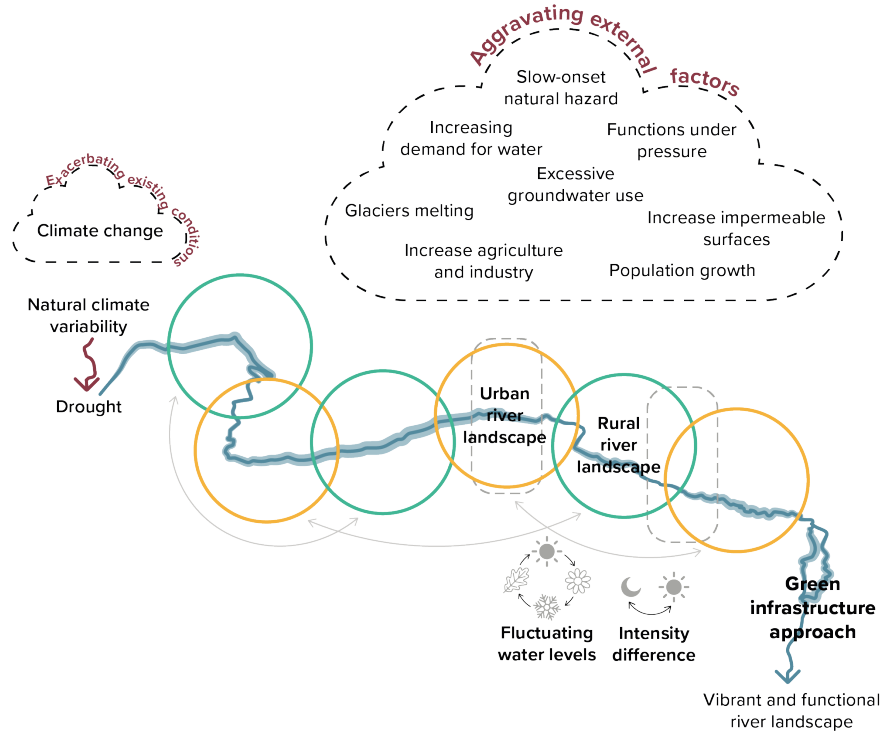 Aggravating external factors
Slow-onset
natural hazard
Increasing
demand for water
Functions under
pressure
Excessive
groundwater use
Glaciers melting
Increase impermeable
surfaces
Increase agriculture
and industry
Population growth
Exacerbating existing conditions
Climate change
Natural climate
variability
Drought
Urban
river
landscape
Rural
river
landscape
Fluctuating
water levels
Intensity
difference
Green
infrastructure
approach
Vibrant and functional
river landscape